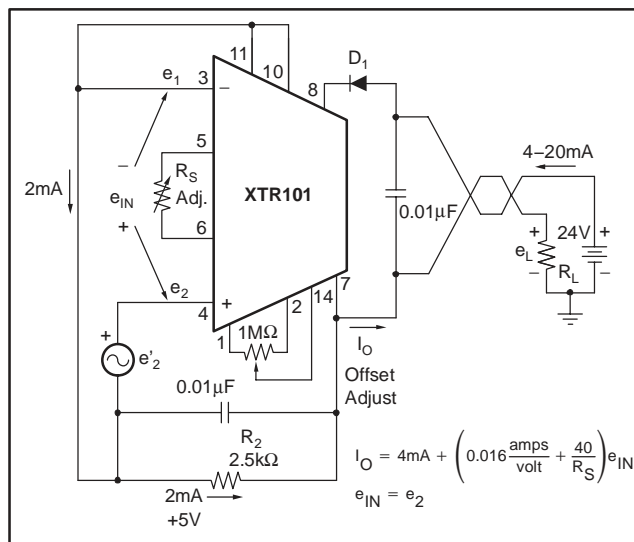 11
10
D1
e1
3
−
8
5
4−20mA
2mA
−
RS
Adj.
XTR101
0.01µF
eIN
+
6
+
24V
+
eL
−
RL
−
e2
+
7
14
4
2
1
1MΩ
+
e'2
IO
Offset
Adjust
0.01µF
R2
2.5kΩ
2mA
+5V
IO = 4mA + (0.016 amps/volt + 40/RS) eIN
eIN = e2